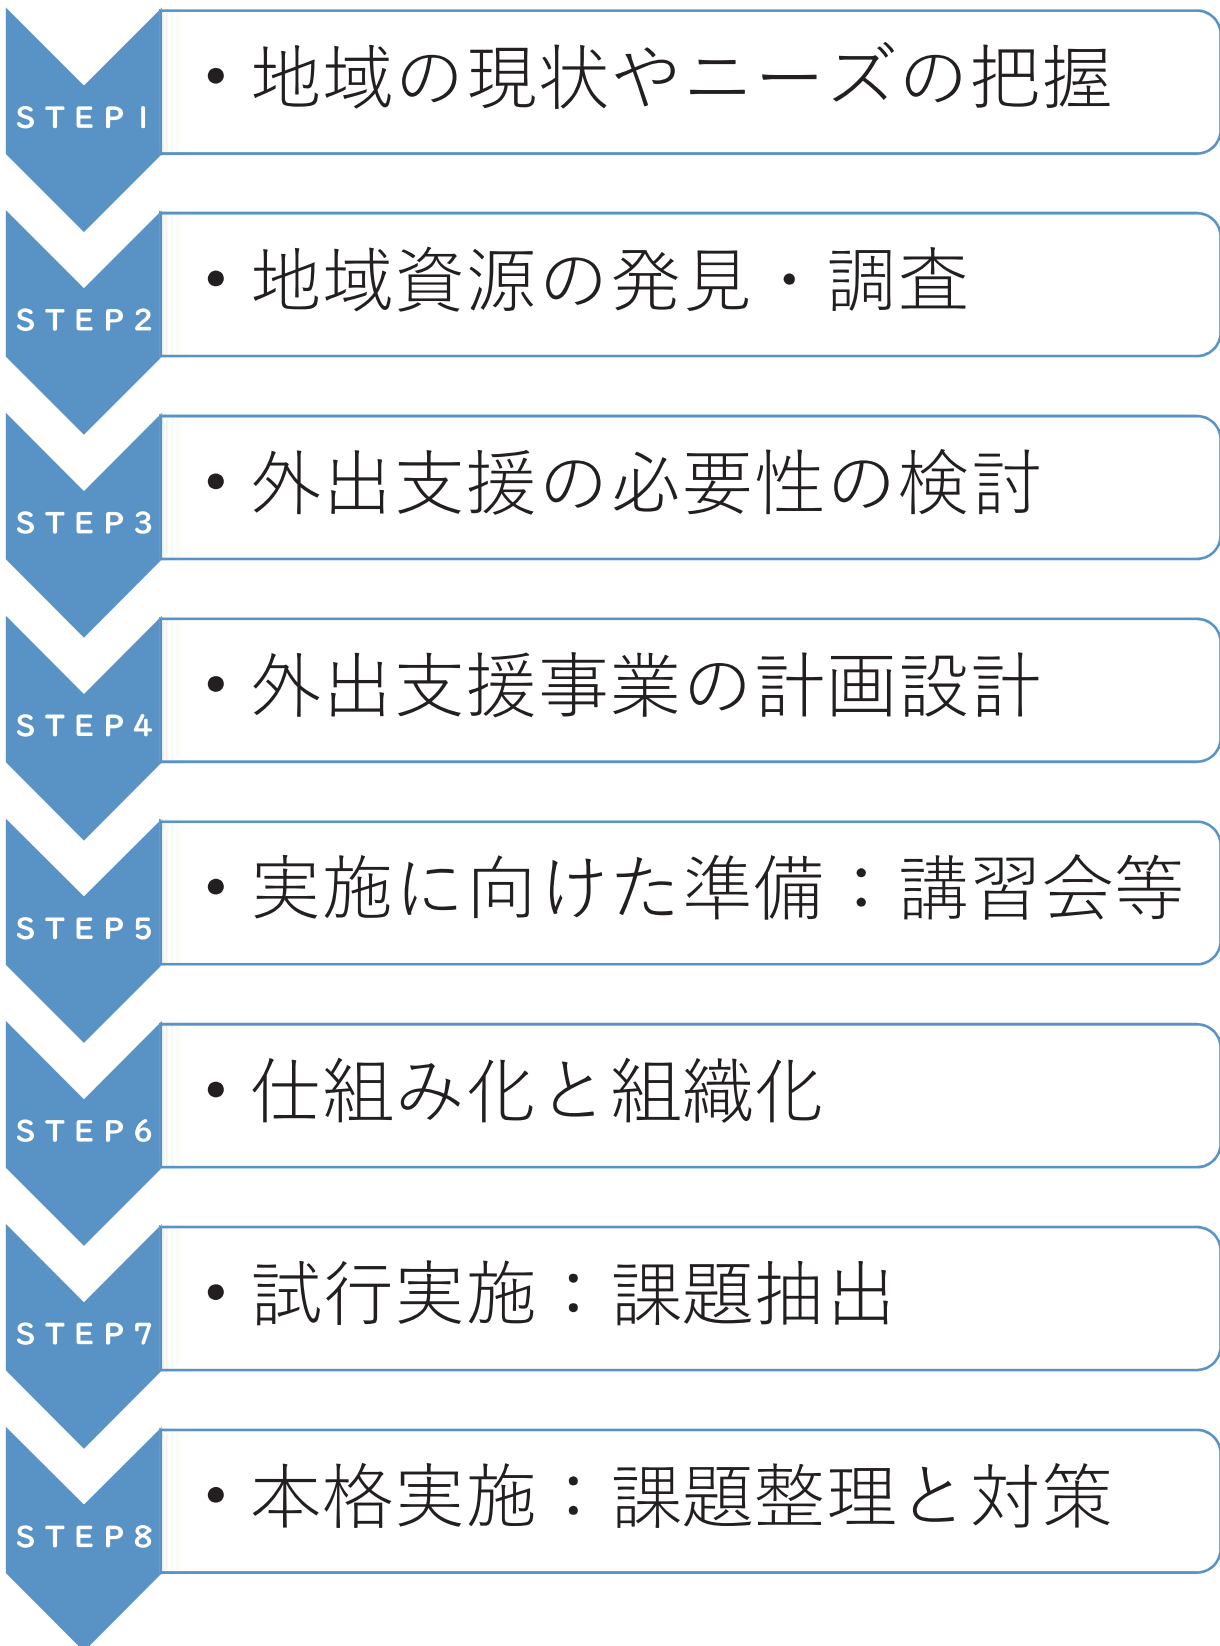 STEP1
・地域の現状やニーズの把握
STEP2
・地域資源の発見・調査
STEP3
・外出支援の必要性の検討
STEP4
・外出支援事業の計画設計
STEP5
・実施に向けた準備：講習会等
STEP6
・仕組み化と組織化
STEP7
・試行実施：課題抽出
STEP8
・本格実施：課題整理と対策